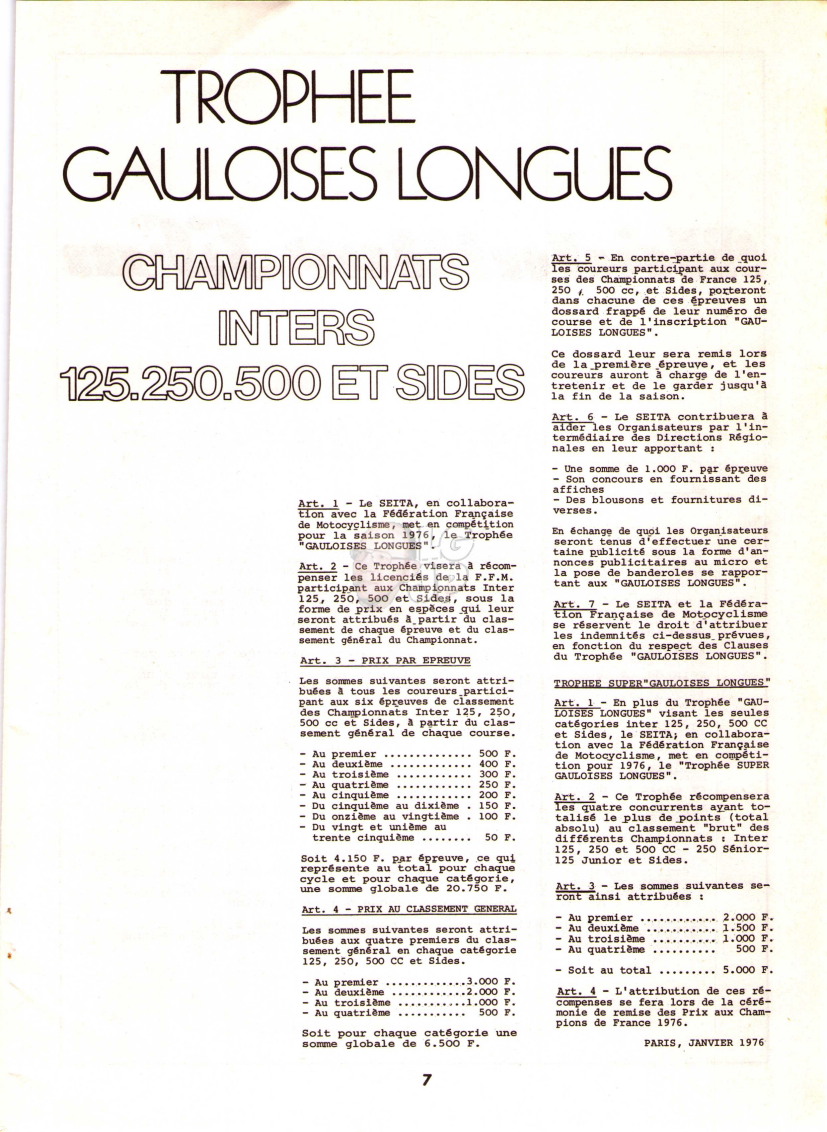 TROPHEE
GAULOISES LONGUES
CHAMPIONNATS
INTERS
125.250.500 ET SIDES
Art. 1 - Le SEITA, en collabora-
tion avec la Fédération Française
de Motocyclisme, met en compétition
pour la saison 1976, le Trophée
"GAULOISES LONGUES".
Art. 2 - Ce Trophée visera à récom-
penser les licenciés de la F.F.M.
participant aux Championnats Inter
125, 250, 500 et Sides, sous la
forme de prix en espèces qui leur
seront attribués à partir du clas-
sement de chaque épreuve et du clas-
sement général du Championnat.
Art. 3 - PRIX PAR EPREUVE
Les sommes suivantes seront attri-
buées à tous les coureurs partici-
pant aux six épreuves de classement
des Championnats Inter 125, 250,
500 cc et Sides, à partir du clas-
sement général de chaque course.
- Au premier .............. 500 F.
- Au deuxième ............. 400 F.
- Au troisième ............ 300 F.
- Au quatrième ............ 250 F.
- Au cinquième ............ 200 F.
- Du cinquième au dixième . 150 F.
- Du onzième au vingtième . 100 F.
- Du vingt et unième au
trente cinquième ........ 50 F.
Soit 4.150 F. par épreuve, ce qui
représente au total pour chaque
cycle et pour chaque catégorie,
une somme globale de 20.750 F.
Art. 4 - PRIX AU CLASSEMENT GENERAL
Les sommes suivantes seront attri-
buées aux quatre premiers du clas-
sement général en chaque catégorie
125, 250, 500 CC et Sides.
- Au premier .............3.000 F.
- Au deuxième ............2.000 F.
- Au troisième ...........1.000 F.
- Au quatrième ........... 500 F.
Soit pour chaque catégorie une
somme globale de 6.500 F.
Art. 5 - En contre-partie de quoi
les coureurs participant aux cour-
ses des Championnats de France 125,
250 , 500 cc, et Sides, porteront
dans chacune de ces épreuves un
dossard frappé de leur numéro de
course et de l'inscription "GAU-
LOISES LONGUES".
Ce dossard leur sera remis lors
de la première épreuve, et les
coureurs auront à charge de l'en-
tretenir et de le garder jusqu'à
la fin de la saison.
Art. 6 - Le SEITA contribuera à
aider les Organisateurs par l'in-
termédiaire des Directions Régio-
nales en leur apportant :
- Une somme de 1.000 F. par épreuve
- Son concours en fournissant des
affiches
- Des blousons et fournitures di-
verses.
En échange de quoi les Organisateurs
seront tenus d'effectuer une cer-
taine publicité sous la forme d'an-
nonces publicitaires au micro et
la pose de banderoles se rappor-
tant aux "GAULOISES LONGUES".
Art. 7 - Le SEITA et la Fédéra-
tion Française de Motocyclisme
se réservent le droit d'attribuer
les indemnités ci-dessus prévues,
en fonction du respect des Clauses
du Trophée "GAULOISES LONGUES".
TROPHEE SUPER"GAULOISES LONGUES"
Art. 1 - En plus du Trophée "GAU-
LOISES LONGUES" visant les seules
catégories inter 125, 250, 500 CC
et Sides, le SEITA; en collabora-
tion avec la Fédération Française
de Motocyclisme, met en compéti-
tion pour 1976, le "Trophée SUPER
GAULOISES LONGUES".
Art. 2 - Ce Trophée récompensera
les quatre concurrents ayant to-
talisé le plus de points (total
absolu) au classement "brut" des
différents Championnats : Inter
125, 250 et 500 CC - 250 Sénior-
125 Junior et Sides.
Art. 3 - Les sommes suivantes se-
ront ainsi attribuées :
- Au premier ............ 2.000 F.
- Au deuxième ........... 1.500 F.
- Au troisième .......... 1.000 F.
- Au quatrième .......... 500 F.
- Soit au total ......... 5.000 F.
Art. 4 - L'attribution de ces ré-
compenses se fera lors de la céré-
monie de remise des Prix aux Cham-
pions de France 1976.
PARIS, JANVIER 1976
7